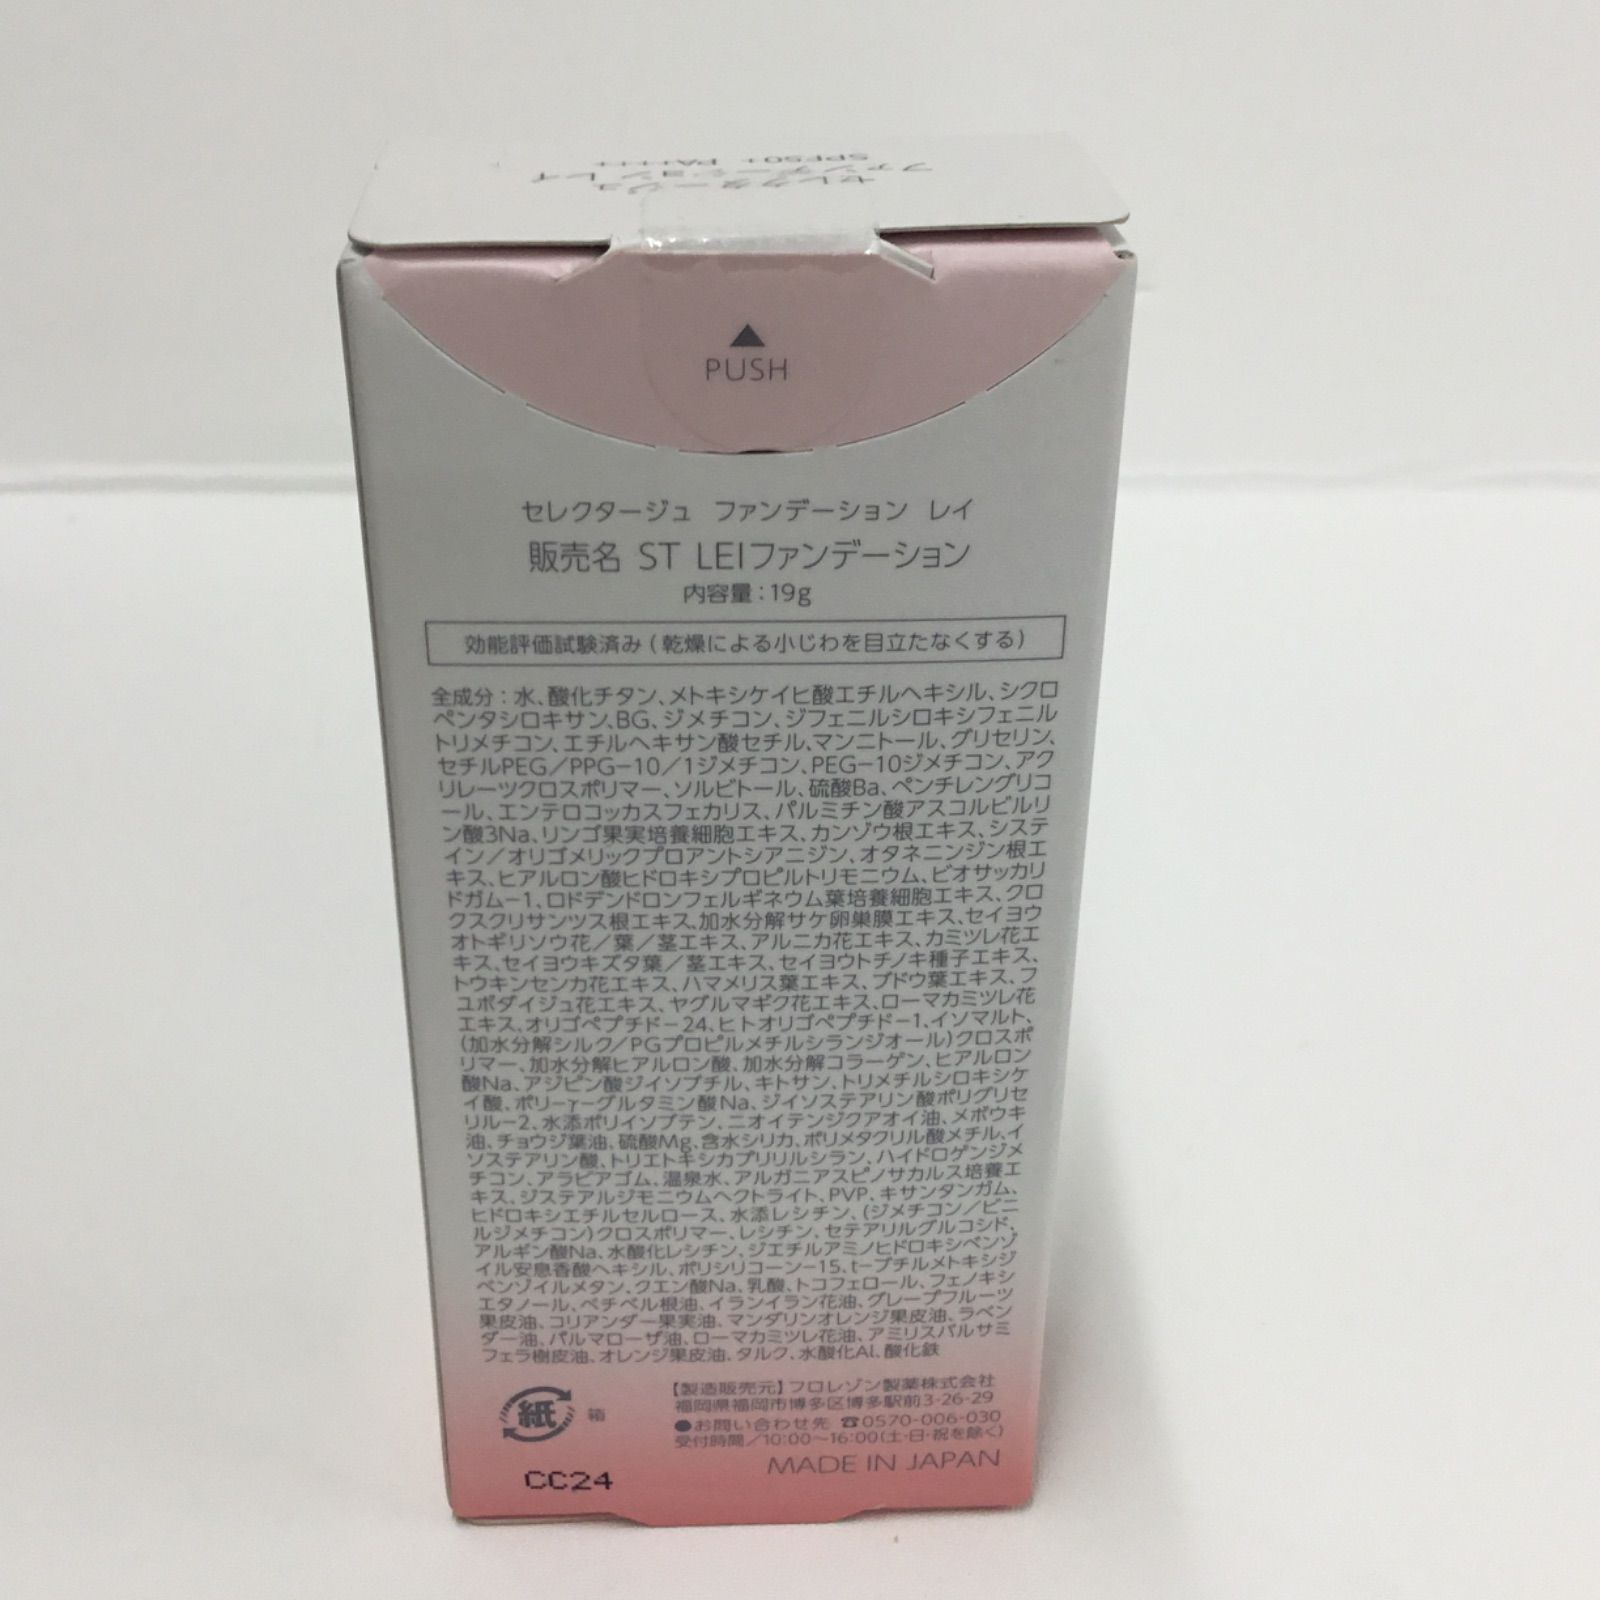 セレクタージュ
ファンデーション レイ
SPF50+ PA++++
▲
PUSH
セレクタージュ ファンデーション レイ
販売名 ST LEIファンデーション
内容量：19g
効能評価試験済み（乾燥による小じわを目立たなくする）
全成分：水、酸化チタン、メトキシケイヒ酸エチルヘキシル、シクロ
ペンタシロキサン、BG、ジメチコン、ジフェニルシロキシフェニル
トリメチコン、エチルヘキサン酸セチル、マンニトール、グリセリン、
セチルPEG／PPG－10／1ジメチコン、PEG－10ジメチコン、アク
リレーツクロスポリマー、ソルビトール、硫酸Ba、ペンチレングリコ
ール、エンテロコッカスフェカリス、パルミチン酸アスコルビルリ
ン酸3Na、リンゴ果実培養細胞エキス、カンゾウ根エキス、システ
イン／オリゴメリックプロアントシアニジン、オタネニンジン根エ
キス、ヒアルロン酸ヒドロキシプロピルトリモニウム、ビオサッカリ
ドガム－1、ロドデンドロンフェルギネウム葉培養細胞エキス、クロ
クスクリサンツス根エキス、加水分解サケ卵巣膜エキス、セイヨウ
オトギリソウ花／葉／茎エキス、アルニカ花エキス、カミツレ花エ
キス、セイヨウキズタ葉／茎エキス、セイヨウトチノキ種子エキス、
トウキンセンカ花エキス、ハマメリス葉エキス、ブドウ葉エキス、フ
ユボダイジュ花エキス、ヤグルマギク花エキス、ローマカミツレ花
エキス、オリゴペプチド－24、ヒトオリゴペプチド－1、イソマルト、
（加水分解シルク／PGプロピルメチルシランジオール）クロスポ
リマー、加水分解ヒアルロン酸、加水分解コラーゲン、ヒアルロン
酸Na、アジピン酸ジイソブチル、キトサン、トリメチルシロキシケ
イ酸、ポリ－γ－グルタミン酸Na、ジイソステアリン酸ポリグリセ
リル－2、水添ポリイソブテン、ニオイテンジクアオイ油、メボウキ
油、チョウジ葉油、硫酸Mg、含水シリカ、ポリメタクリル酸メチル、イ
ソステアリン酸、トリエトキシカプリリルシラン、ハイドロゲンジメ
チコン、アラビアゴム、温泉水、アルガニアスピノサカルス培養エ
キス、ジステアルジモニウムヘクトライト、PVP、キサンタンガム、
ヒドロキシエチルセルロース、水添レシチン、（ジメチコン／ビニ
ルジメチコン）クロスポリマー、レシチン、セテアリルグルコシド、
アルギン酸Na、水酸化レシチン、ジエチルアミノヒドロキシベンゾ
イル安息香酸ヘキシル、ポリシリコーン－15、t－ブチルメトキシジ
ベンゾイルメタン、クエン酸Na、乳酸、トコフェロール、フェノキシ
エタノール、ベチベル根油、イランイラン花油、グレープフルーツ
果皮油、コリアンダー果実油、マンダリンオレンジ果皮油、ラベン
ダー油、パルマローザ油、ローマカミツレ花油、アミリスバルサミ
フェラ樹皮油、オレンジ果皮油、タルク、水酸化Al、酸化鉄
紙 箱
【製造販売元】フロレゾン製薬株式会社
福岡県福岡市博多区博多駅前3-26-29
●お問い合わせ先 ☎0570-006-030
受付時間／10:00～16:00（土・日・祝を除く）
MADE IN JAPAN
CC24